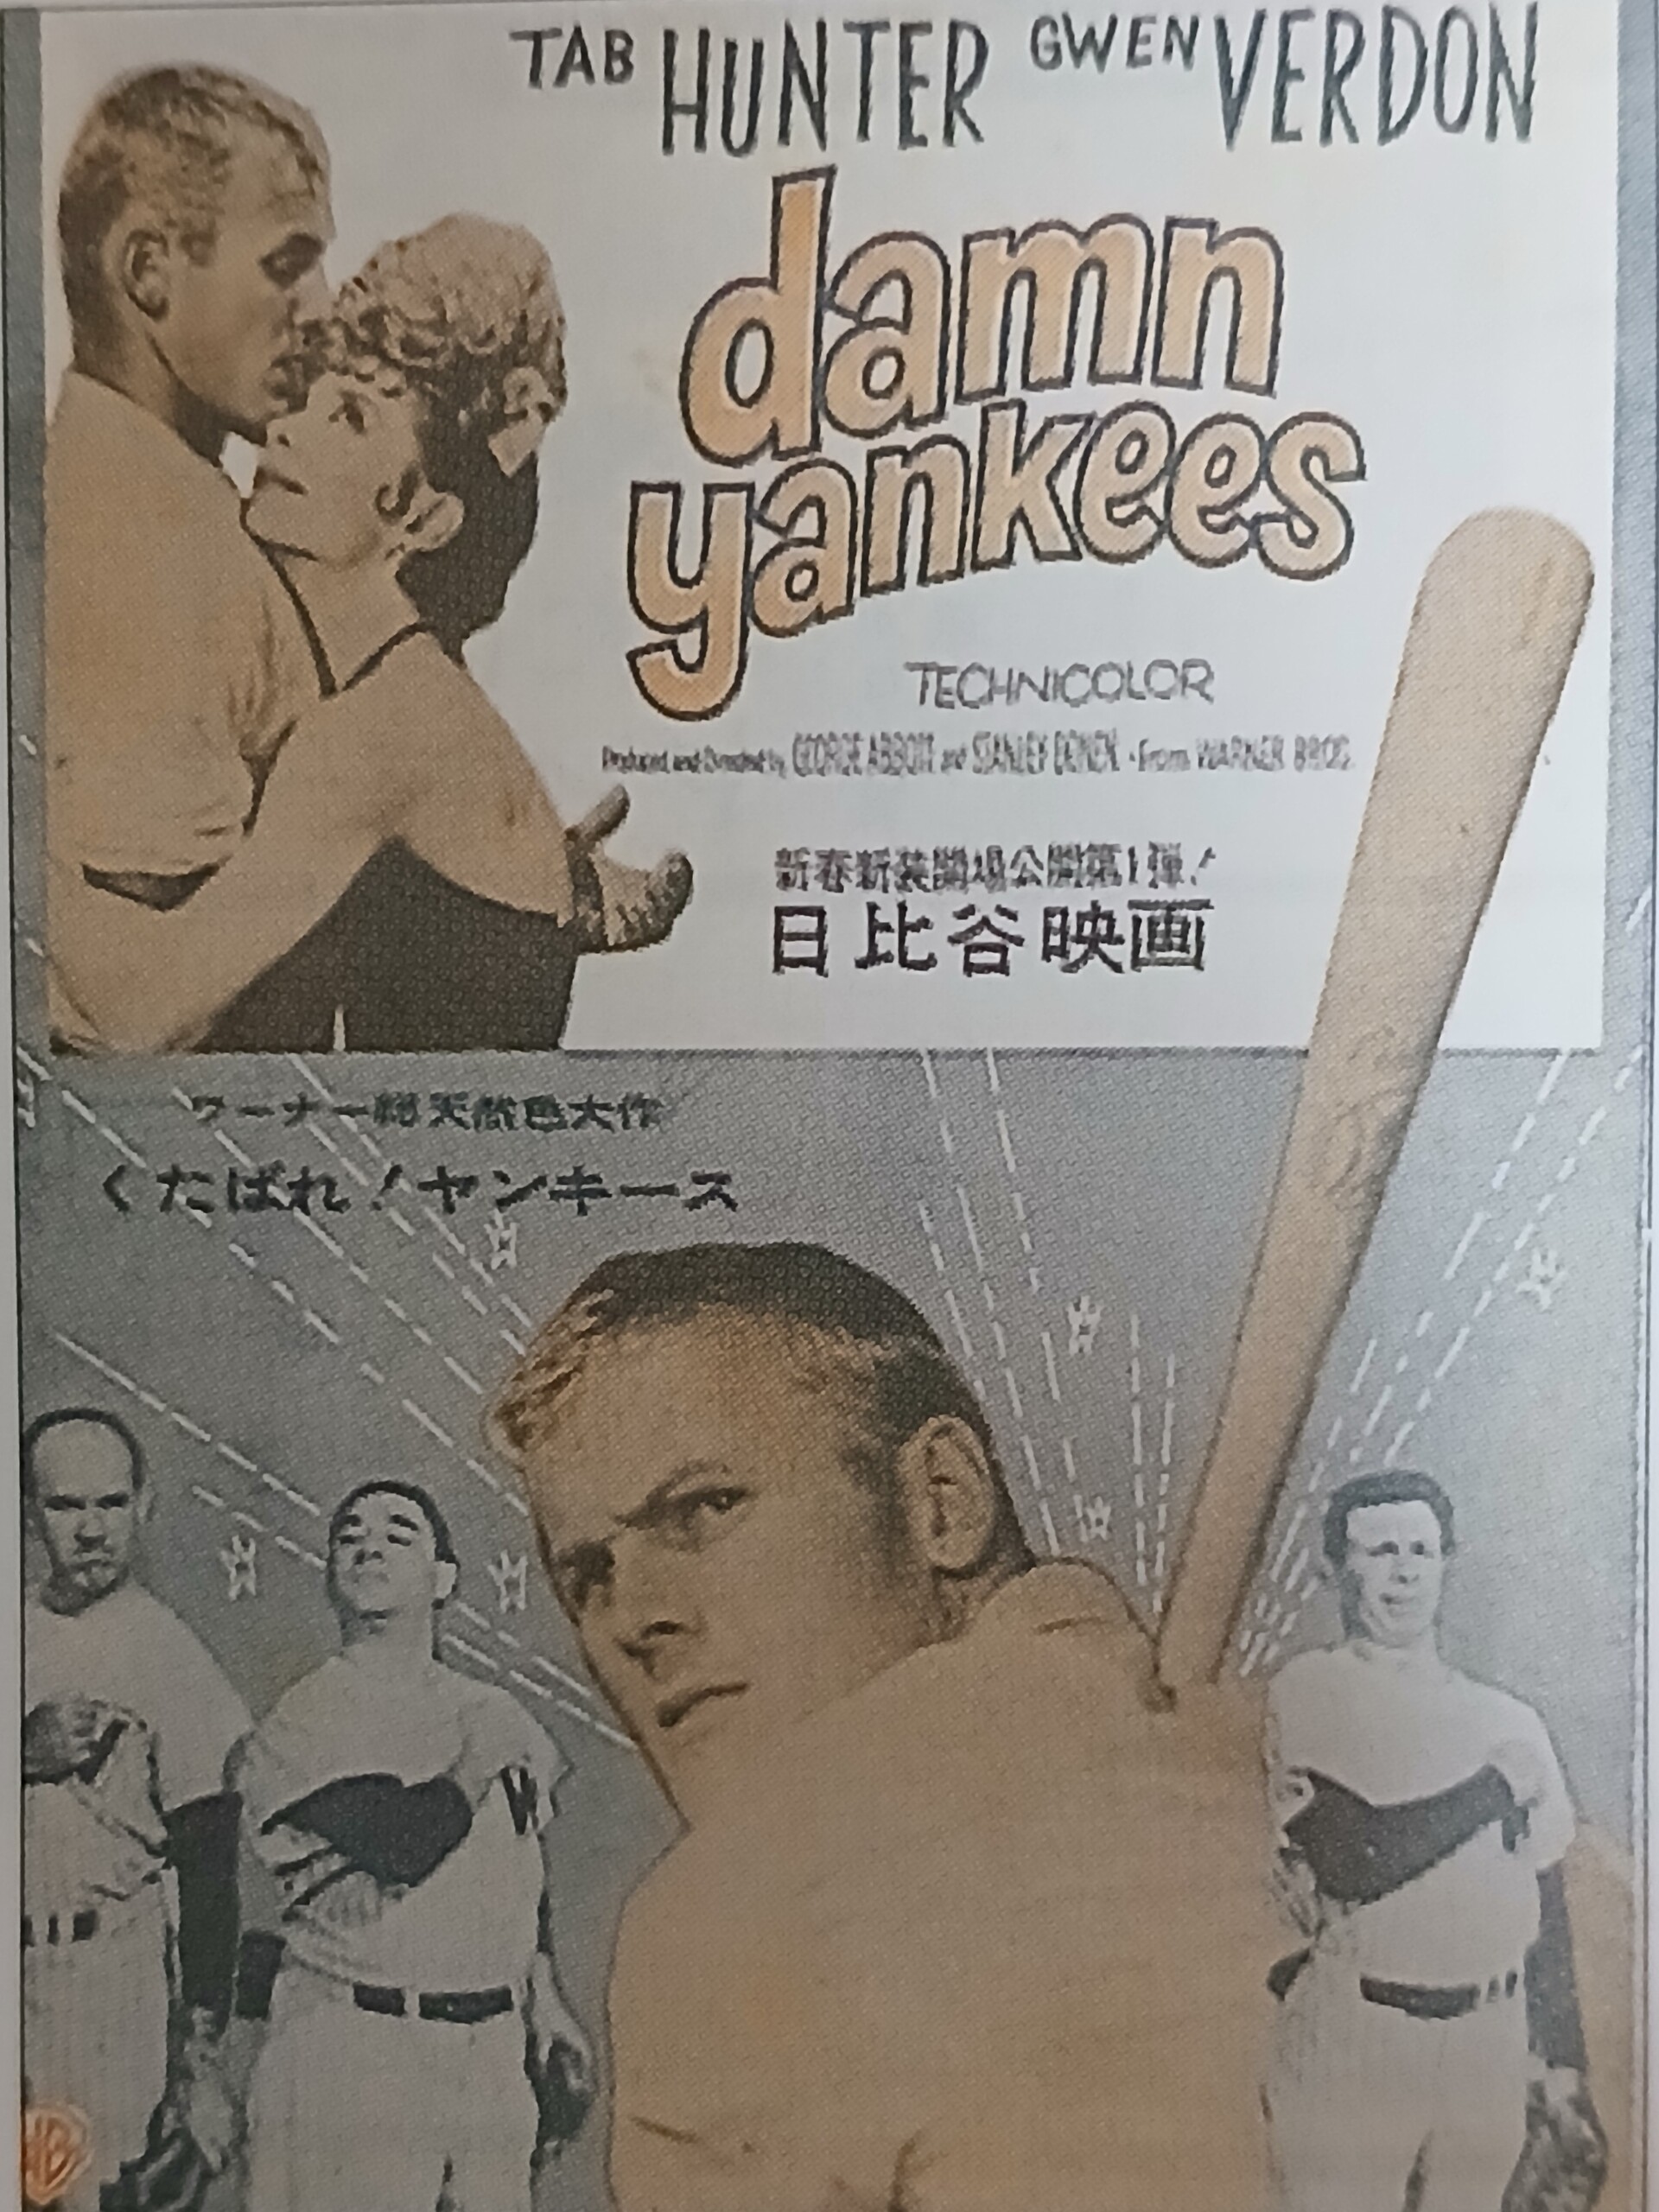 TAB HUNTER GWEN VERDON
damn
yankees
TECHNICOLOR
Produced and Directed by GEORGE ABBOTT and STANLEY DONEN · From WARNER BROS.
新春新装開場公開第1弾!
日比谷映画
ワーナー総天然色大作
くたばれ!ヤンキース
W
WB